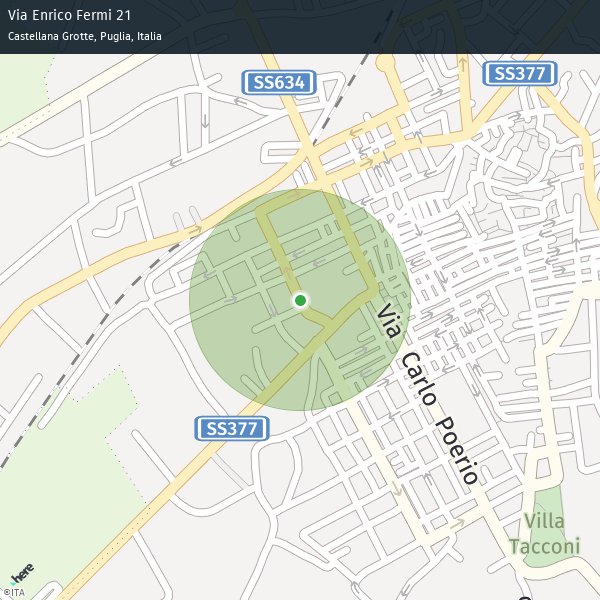 Via Enrico Fermi 21
Castellana Grotte, Puglia, Italia
SS634
SS377
Via Carlo Poerio
SS377
Villa
Tacconi
here
©ITA